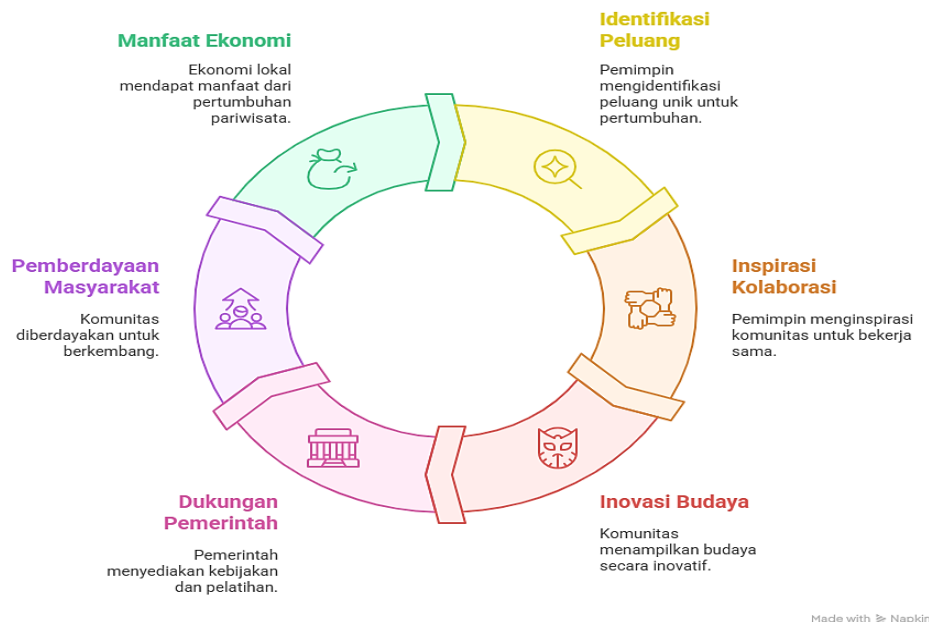 Identifikasi
Peluang
Pemimpin
mengidentifikasi
peluang unik untuk
pertumbuhan.
Inspirasi
Kolaborasi
Pemimpin menginspirasi
komunitas untuk bekerja
sama.
Inovasi Budaya
Komunitas
menampilkan budaya
secara inovatif.
Dukungan
Pemerintah
Pemerintah
menyediakan kebijakan
dan pelatihan.
Pemberdayaan
Masyarakat
Komunitas
diberdayakan untuk
berkembang.
Manfaat Ekonomi
Ekonomi lokal
mendapat manfaat dari
pertumbuhan
pariwisata.
Made with Napkin